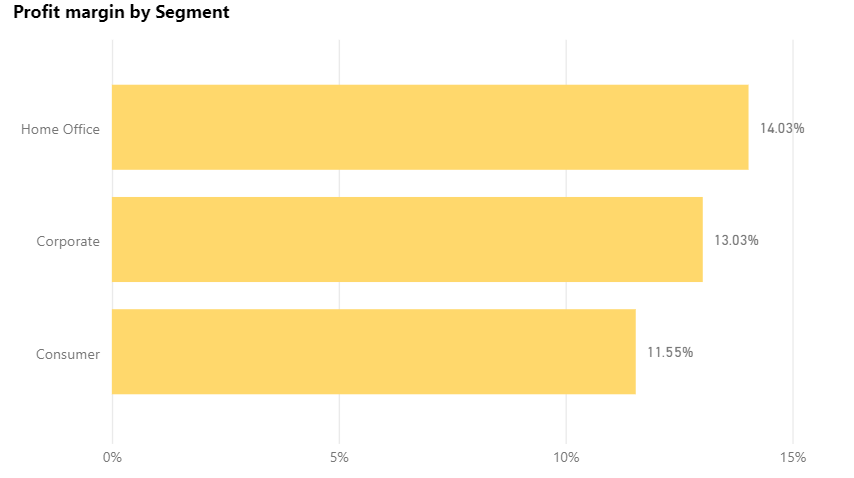 Profit margin by Segment
Home Office 14.03%
Corporate 13.03%
Consumer 11.55%
0% 5% 10% 15%